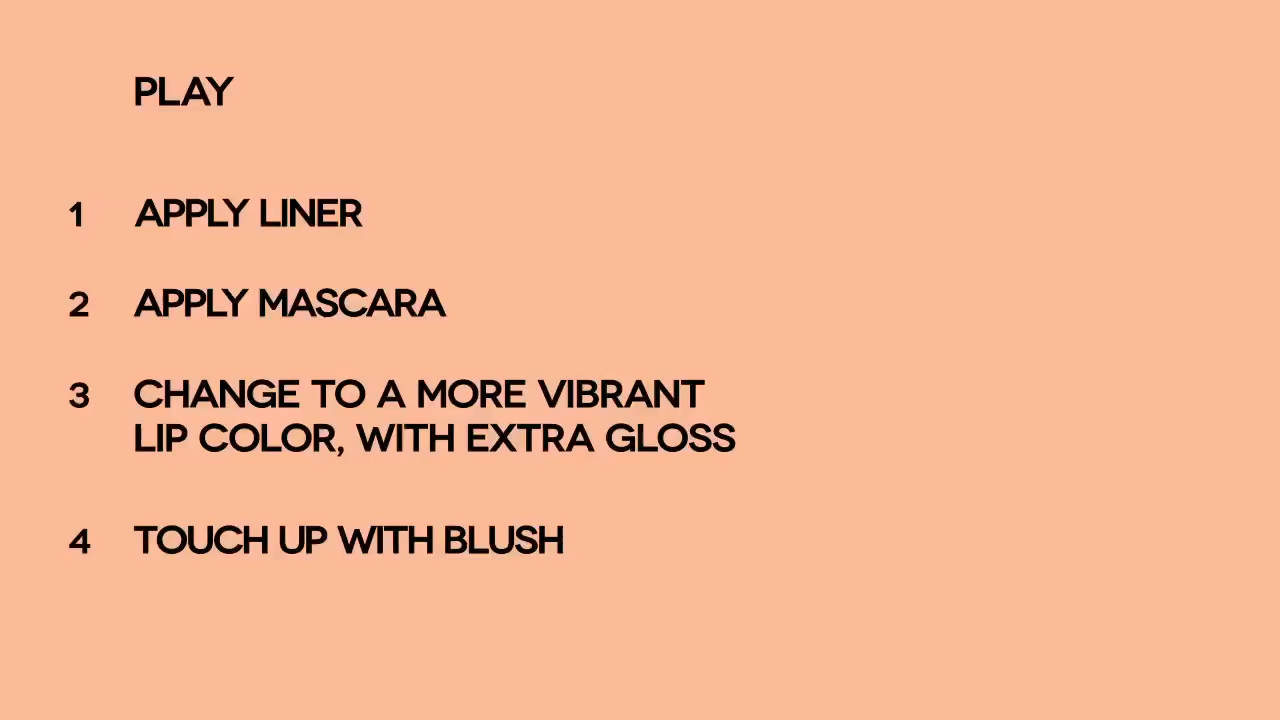 PLAY
1 APPLY LINER
2 APPLY MASCARA
3 CHANGE TO A MORE VIBRANT
LIP COLOR, WITH EXTRA GLOSS
4 TOUCH UP WITH BLUSH